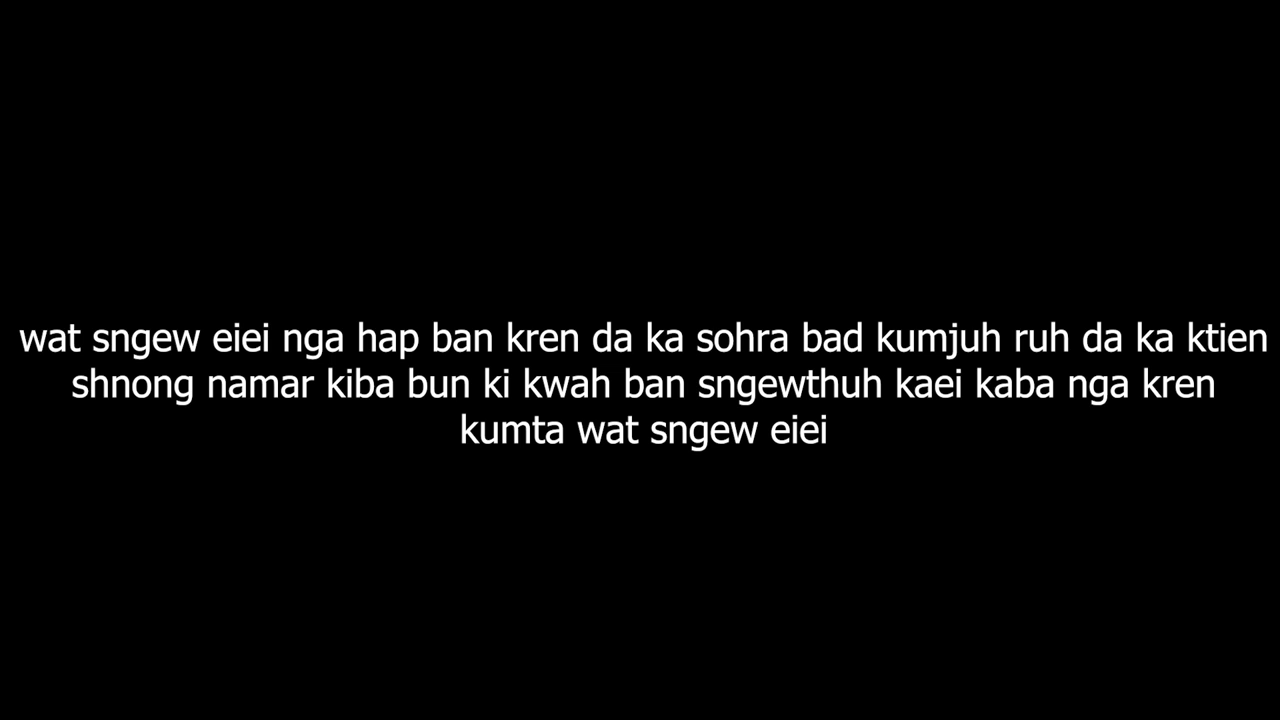 wat sngew eiei nga hap ban kren da ka sohra bad kumjuh ruh da ka ktien
shnong namar kiba bun ki kwah ban sngewthuh kaei kaba nga kren
kumta wat sngew eiei